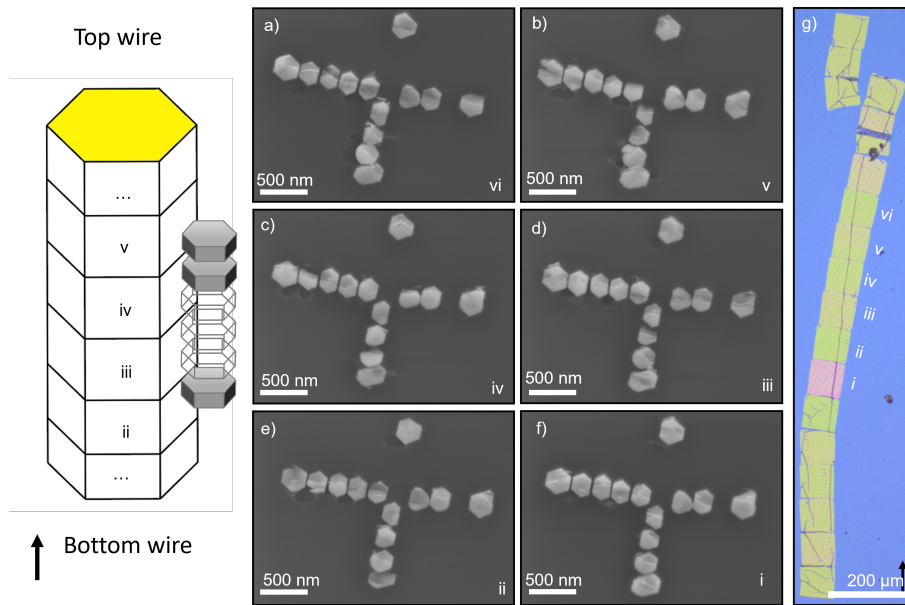 Top wire
...
v
iv
iii
ii
...
Bottom wire
a)
500 nm
vi
b)
500 nm
v
c)
500 nm
iv
d)
500 nm
iii
e)
500 nm
ii
f)
500 nm
i
g)
vi
v
iv
iii
ii
i
200 µm